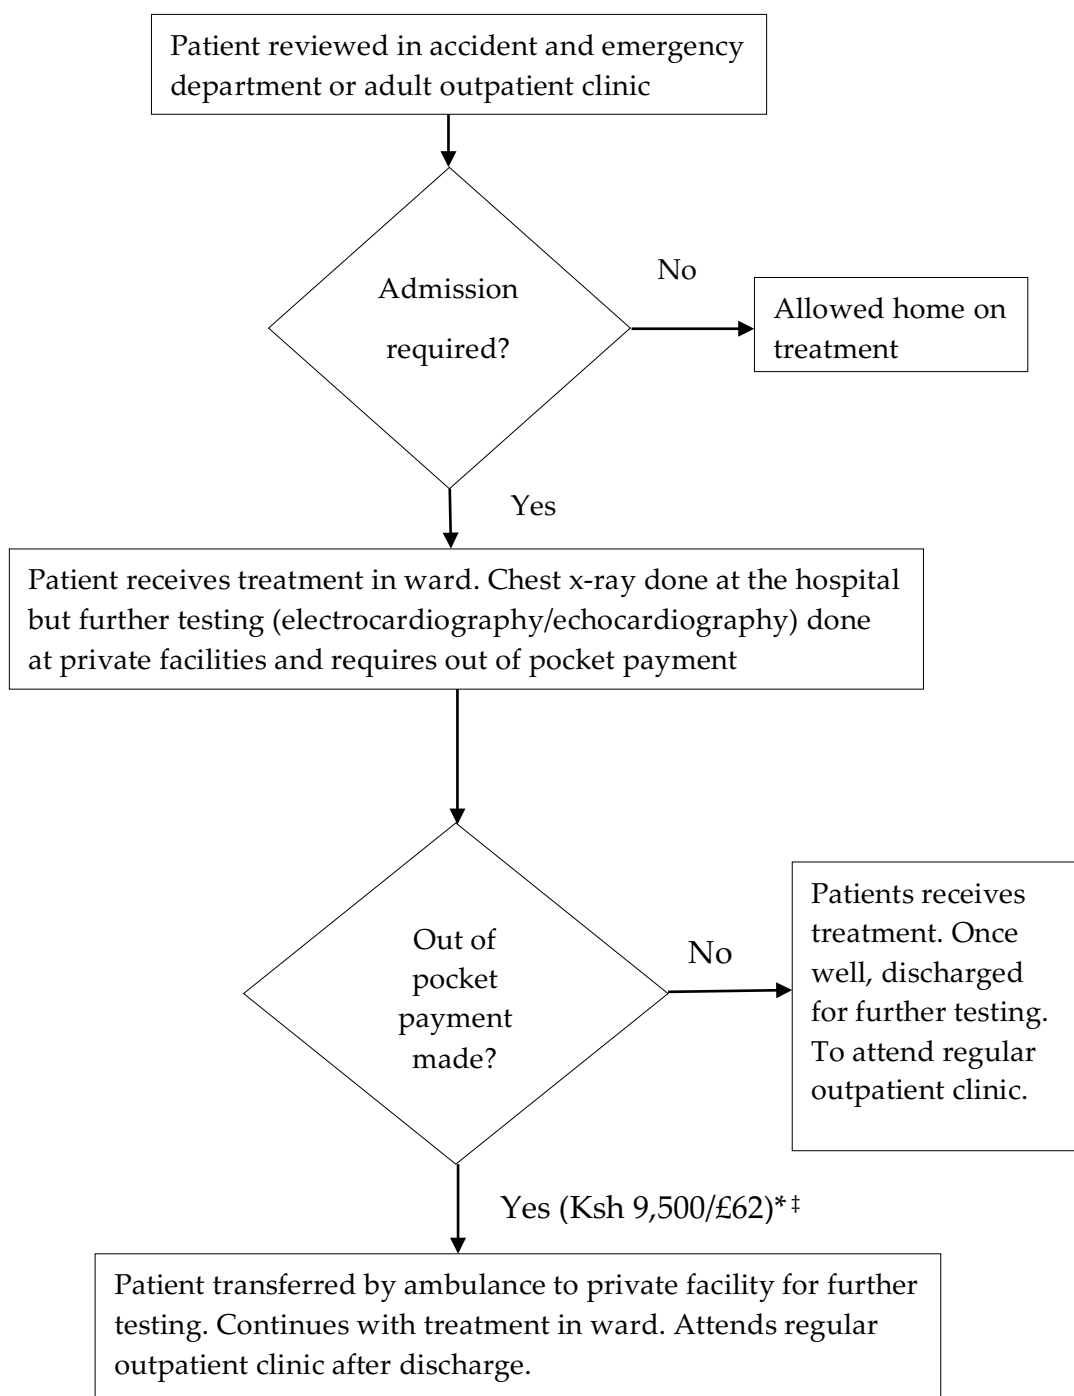 Patient reviewed in accident and emergency
department or adult outpatient clinic
Admission
required?
No
Allowed home on
treatment
Yes
Patient receives treatment in ward. Chest x-ray done at the hospital
but further testing (electrocardiography/echocardiography) done
at private facilities and requires out of pocket payment
Out of
pocket
payment
made?
No
Patients receives
treatment. Once
well, discharged
for further testing.
To attend regular
outpatient clinic.
Yes (Ksh 9,500/£62)*‡
Patient transferred by ambulance to private facility for further
testing. Continues with treatment in ward. Attends regular
outpatient clinic after discharge.